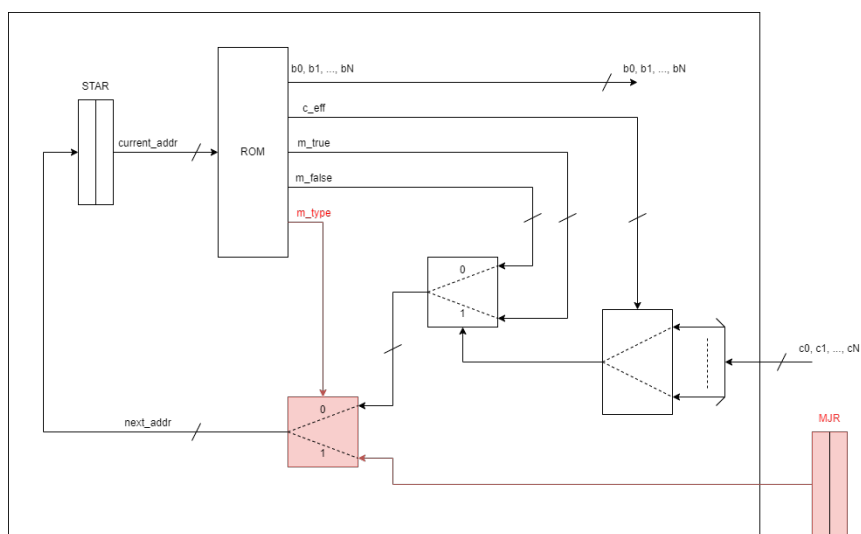 b0, b1, ..., bN
b0, b1, ..., bN
STAR
c_eff
current_addr
ROM
m_true
m_false
m_type
0
1
c0, c1, ..., cN
0
next_addr
MJR
1